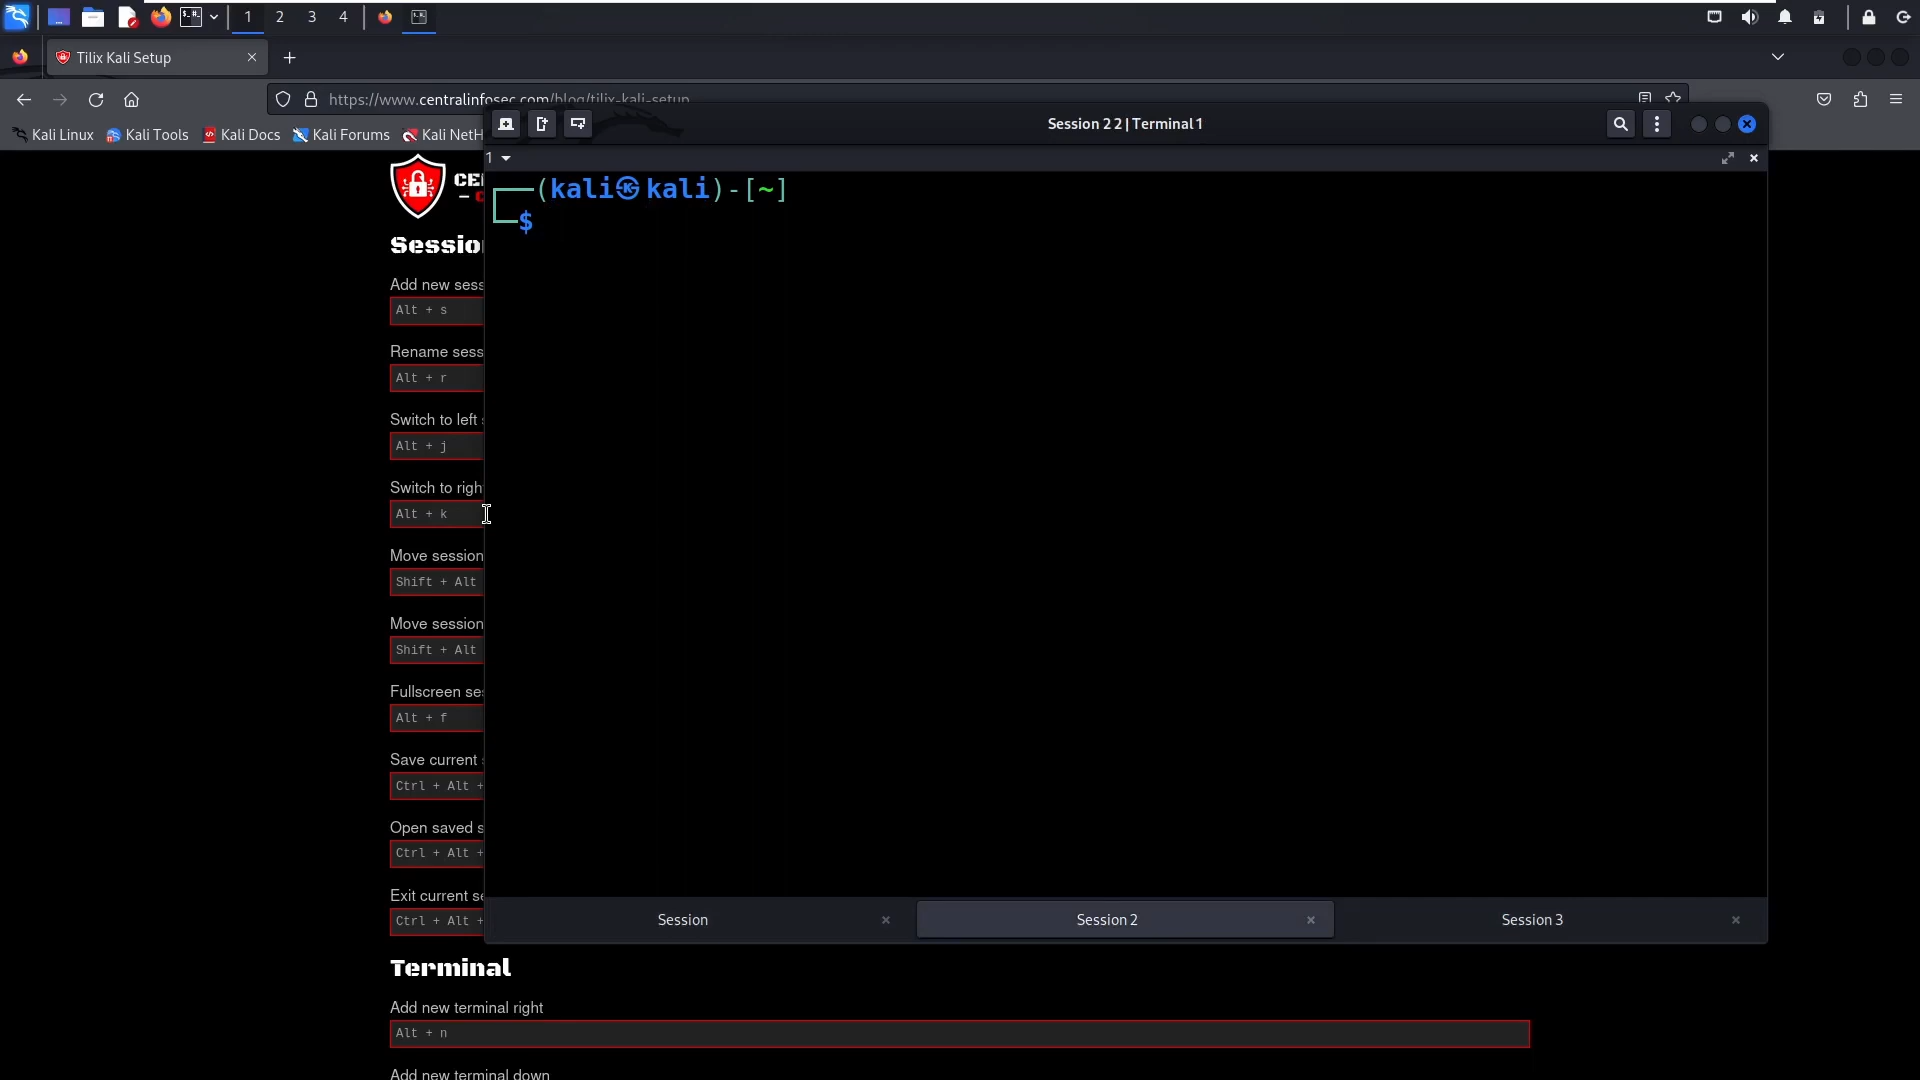 1 2 3 4
Tilix Kali Setup
https://www.centralinfosec.com/blog/tilix-kali-setup
Kali Linux Kali Tools Kali Docs Kali Forums Kali NetH
Session 2 2 | Terminal 1
1
(kali㉿kali)-[~]
$
CE
- C
Sessio
Add new sess
Alt + s
Rename sess
Alt + r
Switch to left s
Alt + j
Switch to righ
Alt + k
Move session
Shift + Alt
Move session
Shift + Alt
Fullscreen ses
Alt + f
Save current s
Ctrl + Alt +
Open saved s
Ctrl + Alt +
Exit current se
Ctrl + Alt +
Session Session 2 Session 3
Terminal
Add new terminal right
Alt + n
Add new terminal down